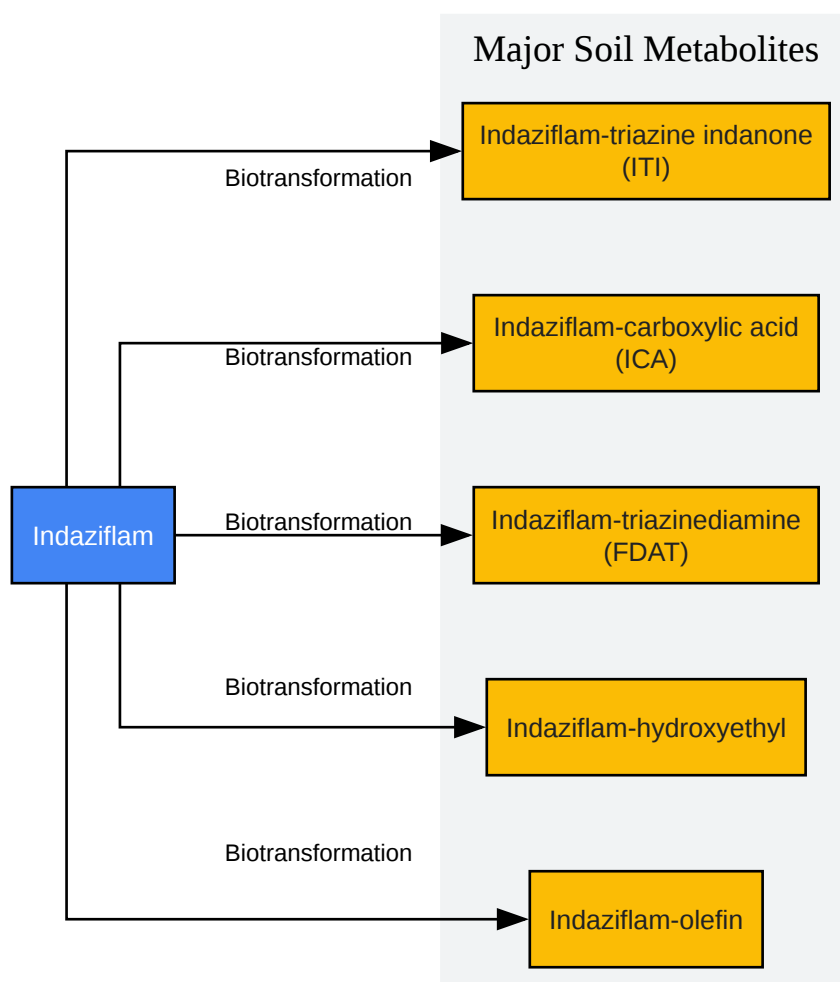 Major Soil Metabolites
Indaziflam-triazine indanone
(ITI)
Biotransformation
Indaziflam-carboxylic acid
(ICA)
Biotransformation
Indaziflam
Biotransformation
Indaziflam-triazinediamine
(FDAT)
Biotransformation
Indaziflam-hydroxyethyl
Biotransformation
Indaziflam-olefin